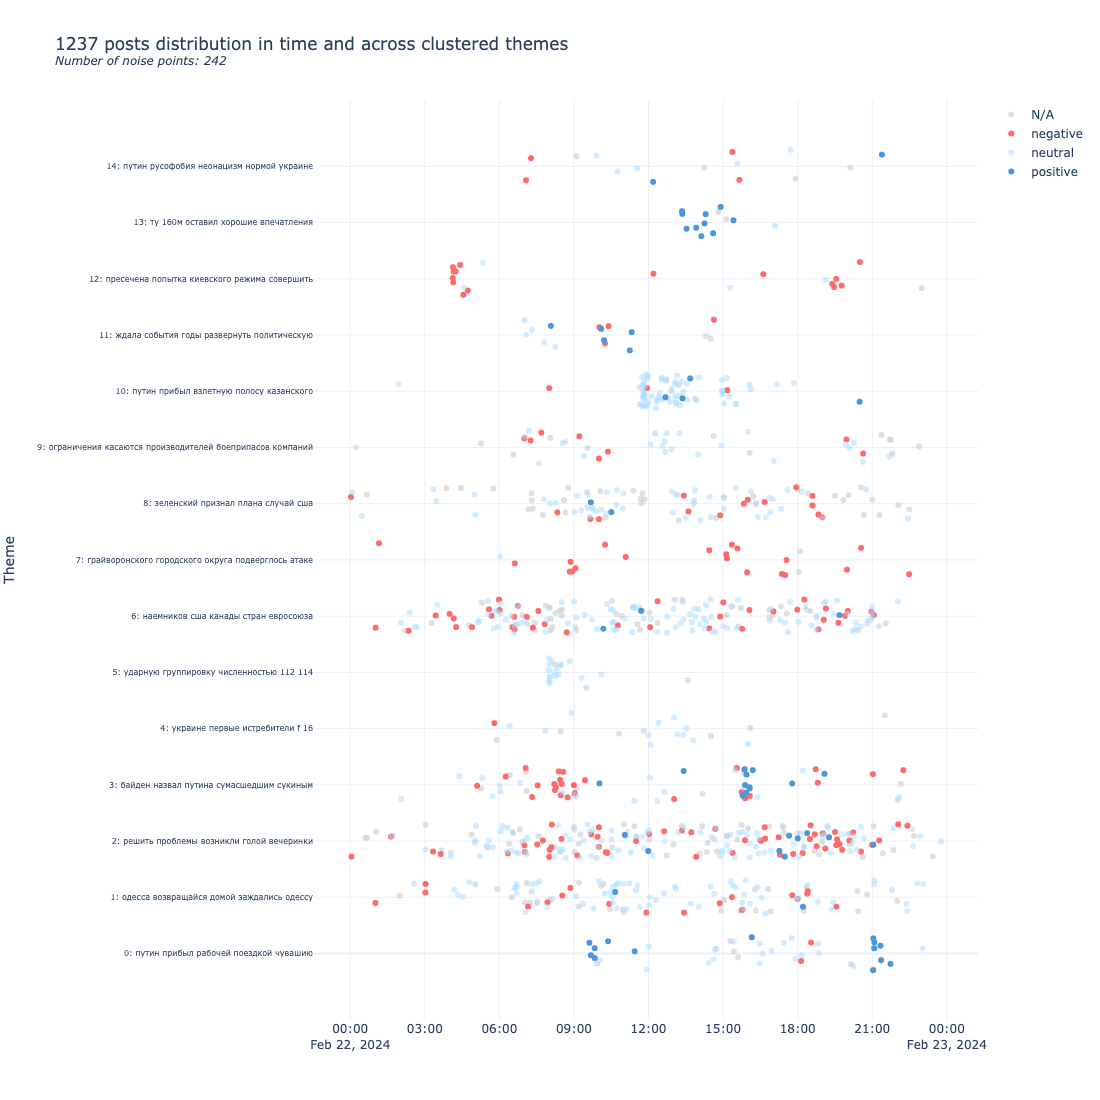 1237 posts distribution in time and across clustered themes
Number of noise points: 242
N/A
negative
neutral
positive
14: путин русофобия неонацизм нормой украине
13: ту 160м оставил хорошие впечатления
12: пресечена попытка киевского режима совершить
11: ждала события годы развернуть политическую
10: путин прибыл взлетную полосу казанского
9: ограничения касаются производителей боеприпасов компаний
8: зеленский признал плана случай сша
7: грайворонского городского округа подверглось атаке
6: наемников сша канады стран евросоюза
5: ударную группировку численностью 112 114
4: украине первые истребители f 16
3: байден назвал путина сумасшедшим сукиным
2: решить проблемы возникли голой вечеринки
1: одесса возвращайся домой заждались одессу
0: путин прибыл рабочей поездкой чувашию
Theme
00:00 03:00 06:00 09:00 12:00 15:00 18:00 21:00 00:00
Feb 22, 2024 Feb 23, 2024